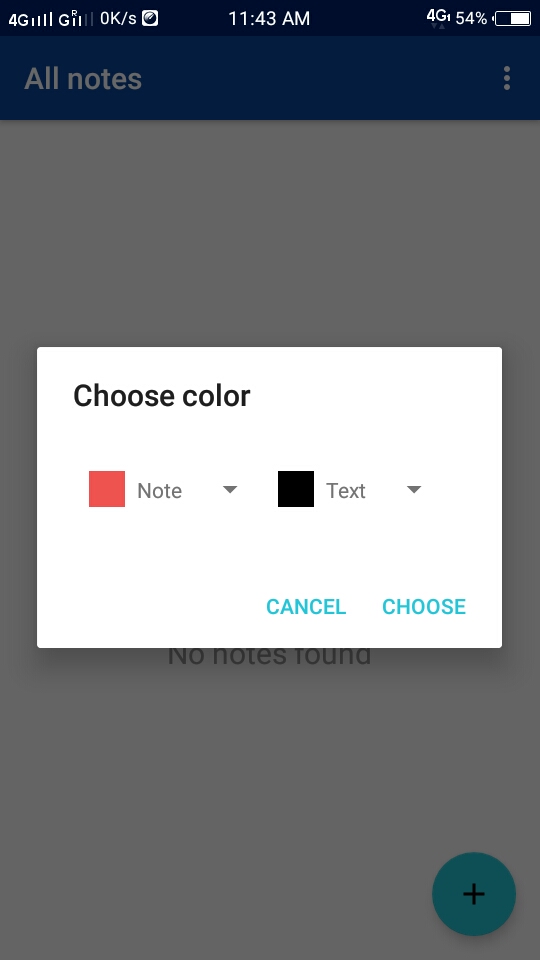 4G G R 0K/s 11:43 AM 4G 54%
All notes
Choose color
Note Text
CANCEL CHOOSE
No notes found